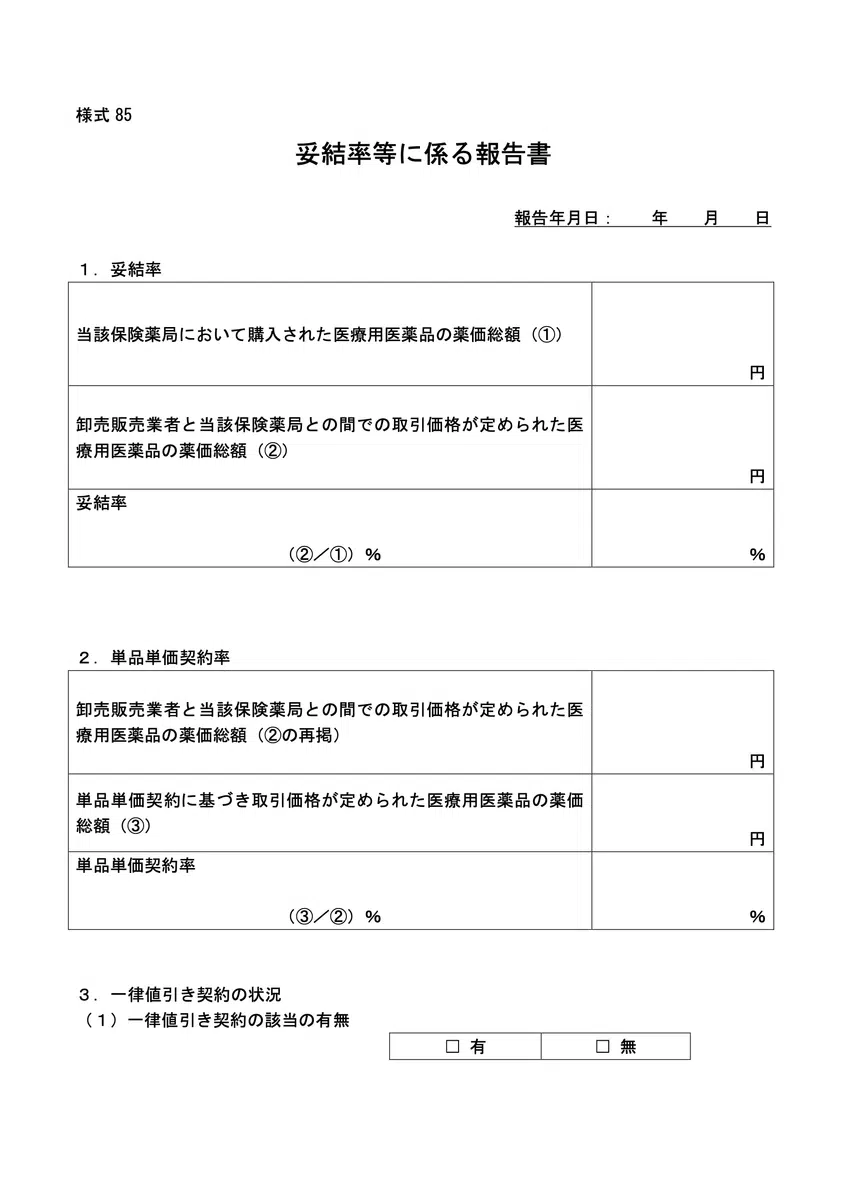 様式 85
妥結率等に係る報告書
報告年月日： 年 月 日
１．妥結率
当該保険薬局において購入された医療用医薬品の薬価総額（①）
円
卸売販売業者と当該保険薬局との間での取引価格が定められた医
療用医薬品の薬価総額（②）
円
妥結率
（②／①）％
％
２．単品単価契約率
卸売販売業者と当該保険薬局との間での取引価格が定められた医
療用医薬品の薬価総額（②の再掲）
円
単品単価契約に基づき取引価格が定められた医療用医薬品の薬価
総額（③）
円
単品単価契約率
（③／②）％
％
３．一律値引き契約の状況
（１）一律値引き契約の該当の有無
□ 有 □ 無